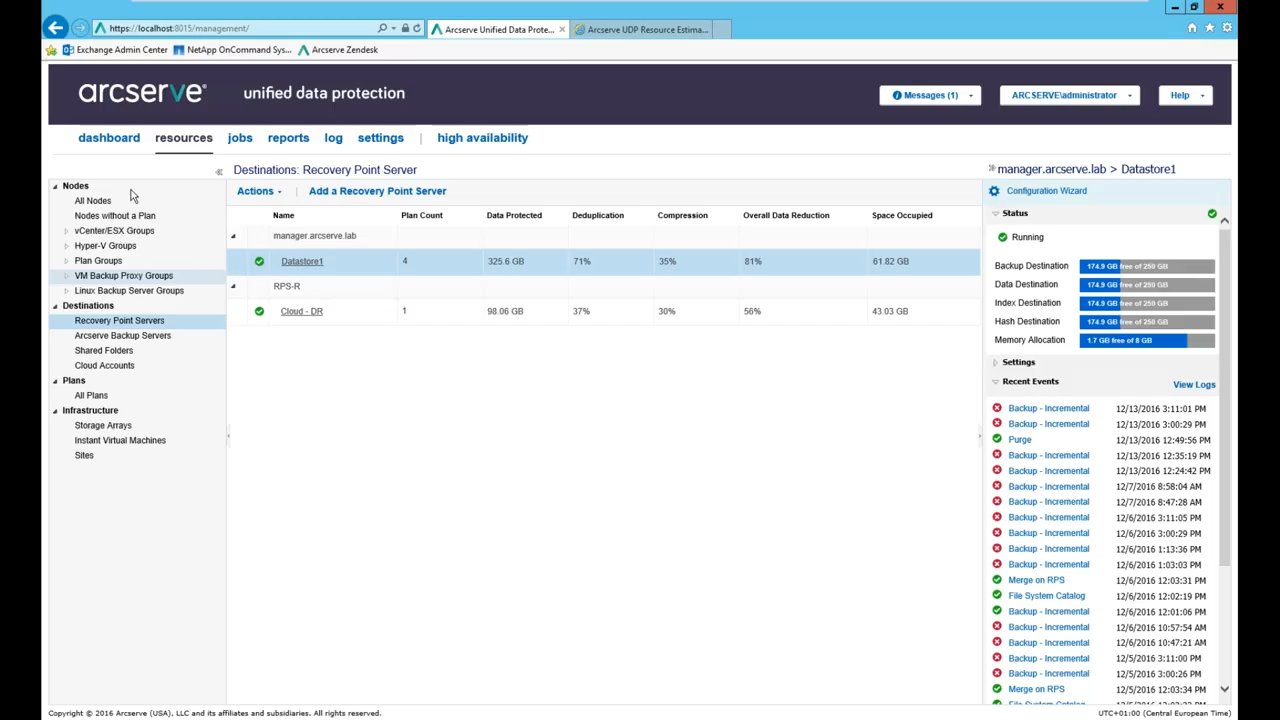 https://localhost:8015/management/
Arcserve Unified Data Prote...
Arcserve UDP Resource Estima...
Exchange Admin Center
NetApp OnCommand Sys...
Arcserve Zendesk
arcserve®
unified data protection
Messages (1)
ARCSERVE\administrator
Help
dashboard
resources
jobs
reports
log
settings
high availability
Nodes
All Nodes
Nodes without a Plan
vCenter/ESX Groups
Hyper-V Groups
Plan Groups
VM Backup Proxy Groups
Linux Backup Server Groups
Destinations
Recovery Point Servers
Arcserve Backup Servers
Shared Folders
Cloud Accounts
Plans
All Plans
Infrastructure
Storage Arrays
Instant Virtual Machines
Sites
Destinations: Recovery Point Server
Actions
Add a Recovery Point Server
Name Plan Count Data Protected Deduplication Compression Overall Data Reduction Space Occupied
manager.arcserve.lab
Datastore1 4 325.6 GB 71% 35% 81% 61.82 GB
RPS-R
Cloud - DR 1 98.06 GB 37% 30% 56% 43.03 GB
manager.arcserve.lab > Datastore1
Configuration Wizard
Status
Running
Backup Destination 174.9 GB free of 250 GB
Data Destination 174.9 GB free of 250 GB
Index Destination 174.9 GB free of 250 GB
Hash Destination 174.9 GB free of 250 GB
Memory Allocation 1.7 GB free of 8 GB
Settings
Recent Events
View Logs
Backup - Incremental 12/13/2016 3:11:01 PM
Backup - Incremental 12/13/2016 3:00:29 PM
Purge 12/13/2016 12:49:56 PM
Backup - Incremental 12/13/2016 12:35:19 PM
Backup - Incremental 12/13/2016 12:24:42 PM
Backup - Incremental 12/7/2016 8:58:04 AM
Backup - Incremental 12/7/2016 8:47:28 AM
Backup - Incremental 12/6/2016 3:11:05 PM
Backup - Incremental 12/6/2016 3:00:29 PM
Backup - Incremental 12/6/2016 1:13:36 PM
Backup - Incremental 12/6/2016 1:03:03 PM
Merge on RPS 12/6/2016 12:03:31 PM
File System Catalog 12/6/2016 12:02:19 PM
Backup - Incremental 12/6/2016 12:01:06 PM
Backup - Incremental 12/6/2016 10:57:54 AM
Backup - Incremental 12/6/2016 10:47:21 AM
Backup - Incremental 12/5/2016 3:11:00 PM
Backup - Incremental 12/5/2016 3:00:26 PM
Merge on RPS 12/5/2016 12:03:34 PM
Copyright © 2016 Arcserve (USA), LLC and its affiliates and subsidiaries. All rights reserved.
UTC+01:00 (Central European Time)